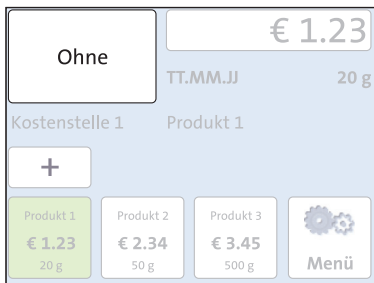 Ohne
€ 1.23
TT.MM.JJ 20 g
Kostenstelle 1 Produkt 1
+
Produkt 1 Produkt 2 Produkt 3
€ 1.23 € 2.34 € 3.45 Menü
20 g 50 g 500 g